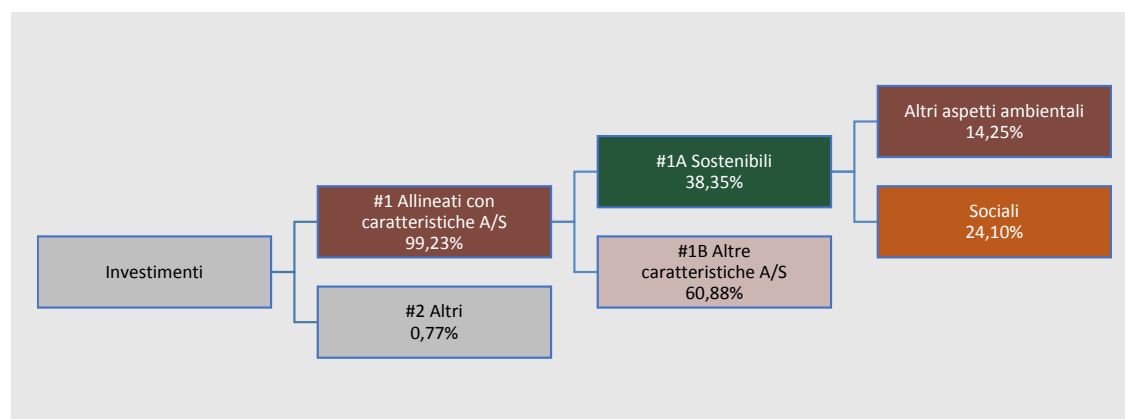 Investimenti
#1 Allineati con
caratteristiche A/S
99,23%
#2 Altri
0,77%
#1A Sostenibili
38,35%
#1B Altre
caratteristiche A/S
60,88%
Altri aspetti ambientali
14,25%
Sociali
24,10%